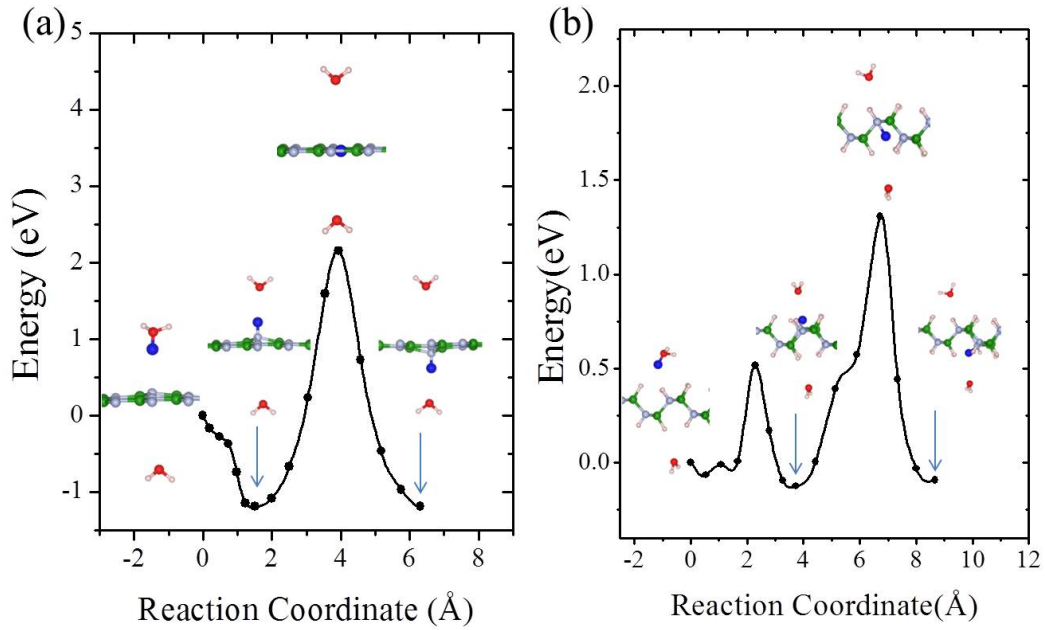 (a)
5
4
3
2
1
0
-1
Energy (eV)
-2 0 2 4 6 8
Reaction Coordinate (Å)
(b)
2.0
1.5
1.0
0.5
0.0
Energy(eV)
-2 0 2 4 6 8 10 12
Reaction Coordinate(Å)